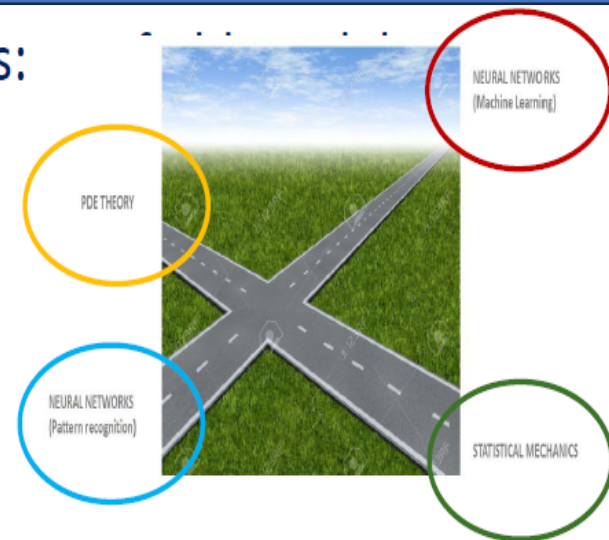 s:
NEURAL NETWORKS
(Machine Learning)
PDE THEORY
NEURAL NETWORKS
(Pattern recognition)
STATISTICAL MECHANICS